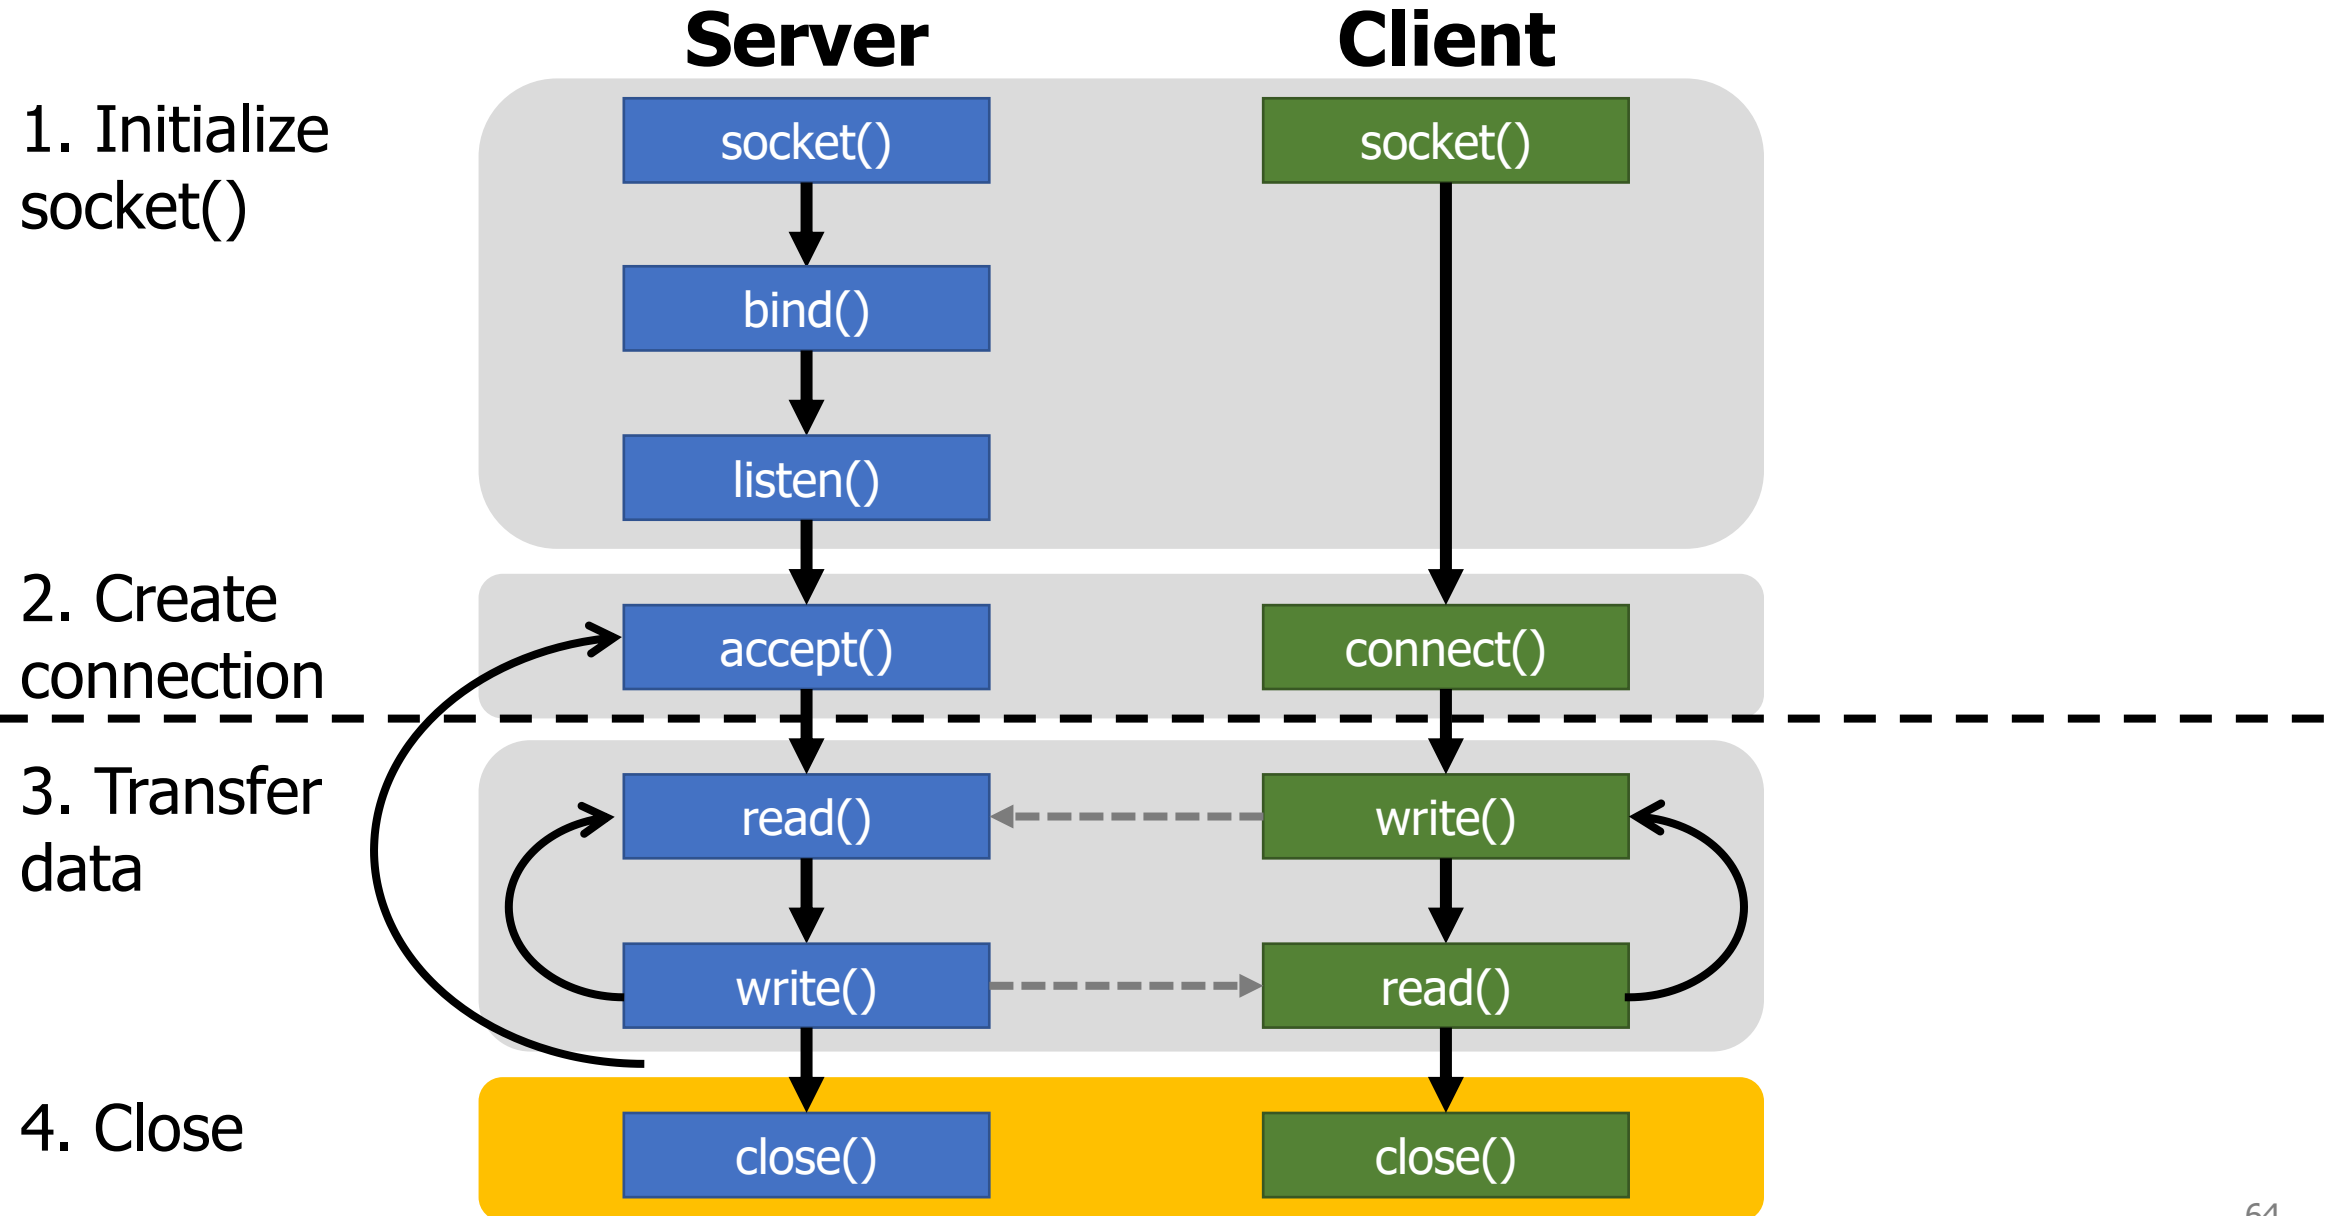 Server
Client
1. Initialize
socket()
socket()
socket()
bind()
listen()
2. Create
connection
accept()
connect()
3. Transfer
data
read()
write()
write()
read()
4. Close
close()
close()
64